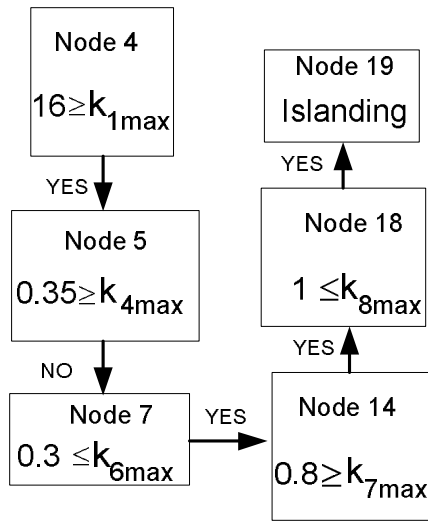 Node 4
16≥k1max
YES
Node 5
0.35≥k4max
NO
Node 7
0.3 ≤k6max
YES
Node 14
0.8≥k7max
YES
Node 18
1 ≤k8max
YES
Node 19
Islanding